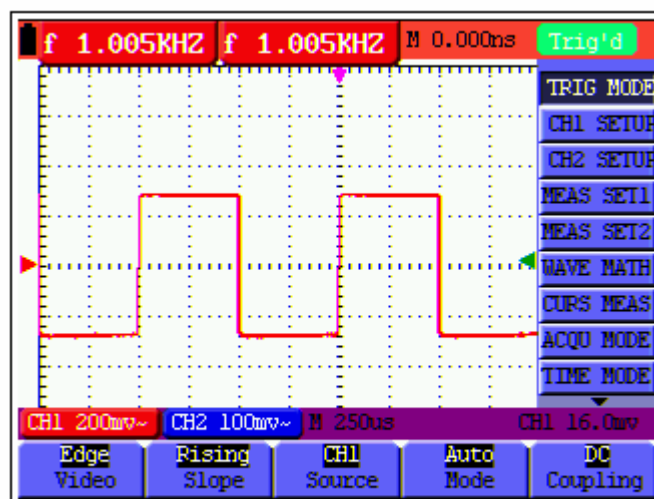 f 1.005KHZ f 1.005KHZ M 0.000ns Trig'd
TRIG MODE
CH1 SETUP
CH2 SETUP
MEAS SET1
MEAS SET2
WAVE MATH
CURS MEAS
ACQU MODE
TIME MODE
CH1 200mv~ CH2 100mv~ M 250us CH1 16.0mv
Edge Rising CH1 Auto DC
Video Slope Source Mode Coupling